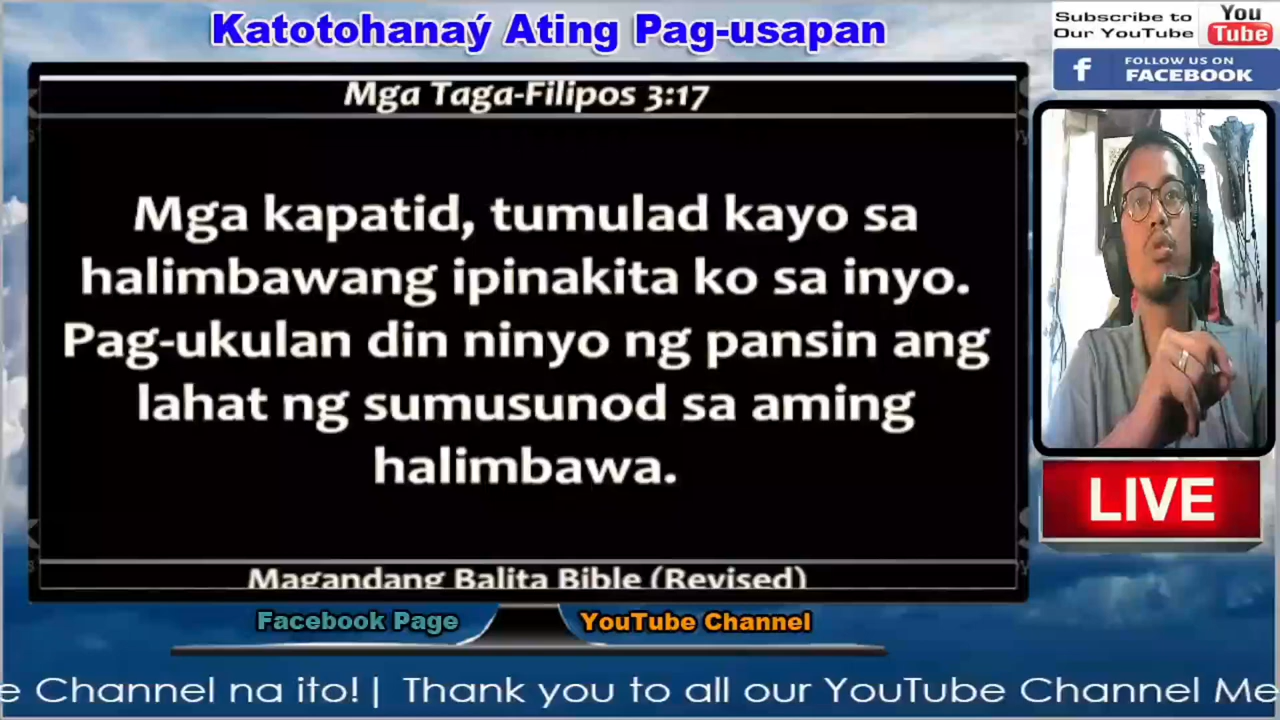 Katotohanaý Ating Pag-usapan
Subscribe to
Our YouTube
You
Tube
f
FOLLOW US ON
FACEBOOK
Mga Taga-Filipos 3:17
Mga kapatid, tumulad kayo sa
halimbawang ipinakita ko sa inyo.
Pag-ukulan din ninyo ng pansin ang
lahat ng sumusunod sa aming
halimbawa.
Magandang Balita Bible (Revised)
LIVE
Facebook Page
YouTube Channel
e Channel na ito! | Thank you to all our YouTube Channel Me